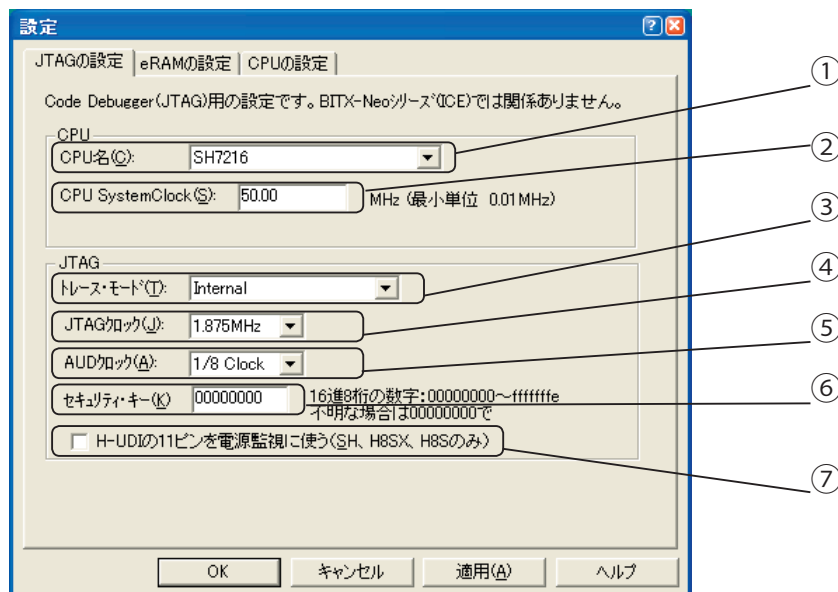 設定
JTAGの設定 eRAMの設定 CPUの設定
Code Debugger(JTAG)用の設定です。BITX-Neoシリーズ(ICE)では関係ありません。
CPU
CPU名(C): SH7216
CPU SystemClock(S): 50.00 MHz (最小単位 0.01MHz)
JTAG
トレース・モード(T): Internal
JTAGクロック(J): 1.875MHz
AUDクロック(A): 1/8 Clock
セキュリティ・キー(K) 00000000 16進8桁の数字:00000000~fffffffe
不明な場合は00000000で
H-UDIの11ピンを電源監視に使う(SH、H8SX、H8Sのみ)
OK キャンセル 適用(A) ヘルプ
①
②
③
④
⑤
⑥
⑦